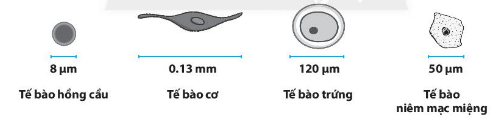 8 µm
0.13 mm
120 µm
50 µm
Tế bào hồng cầu
Tế bào cơ
Tế bào trứng
Tế bào
niêm mạc miệng